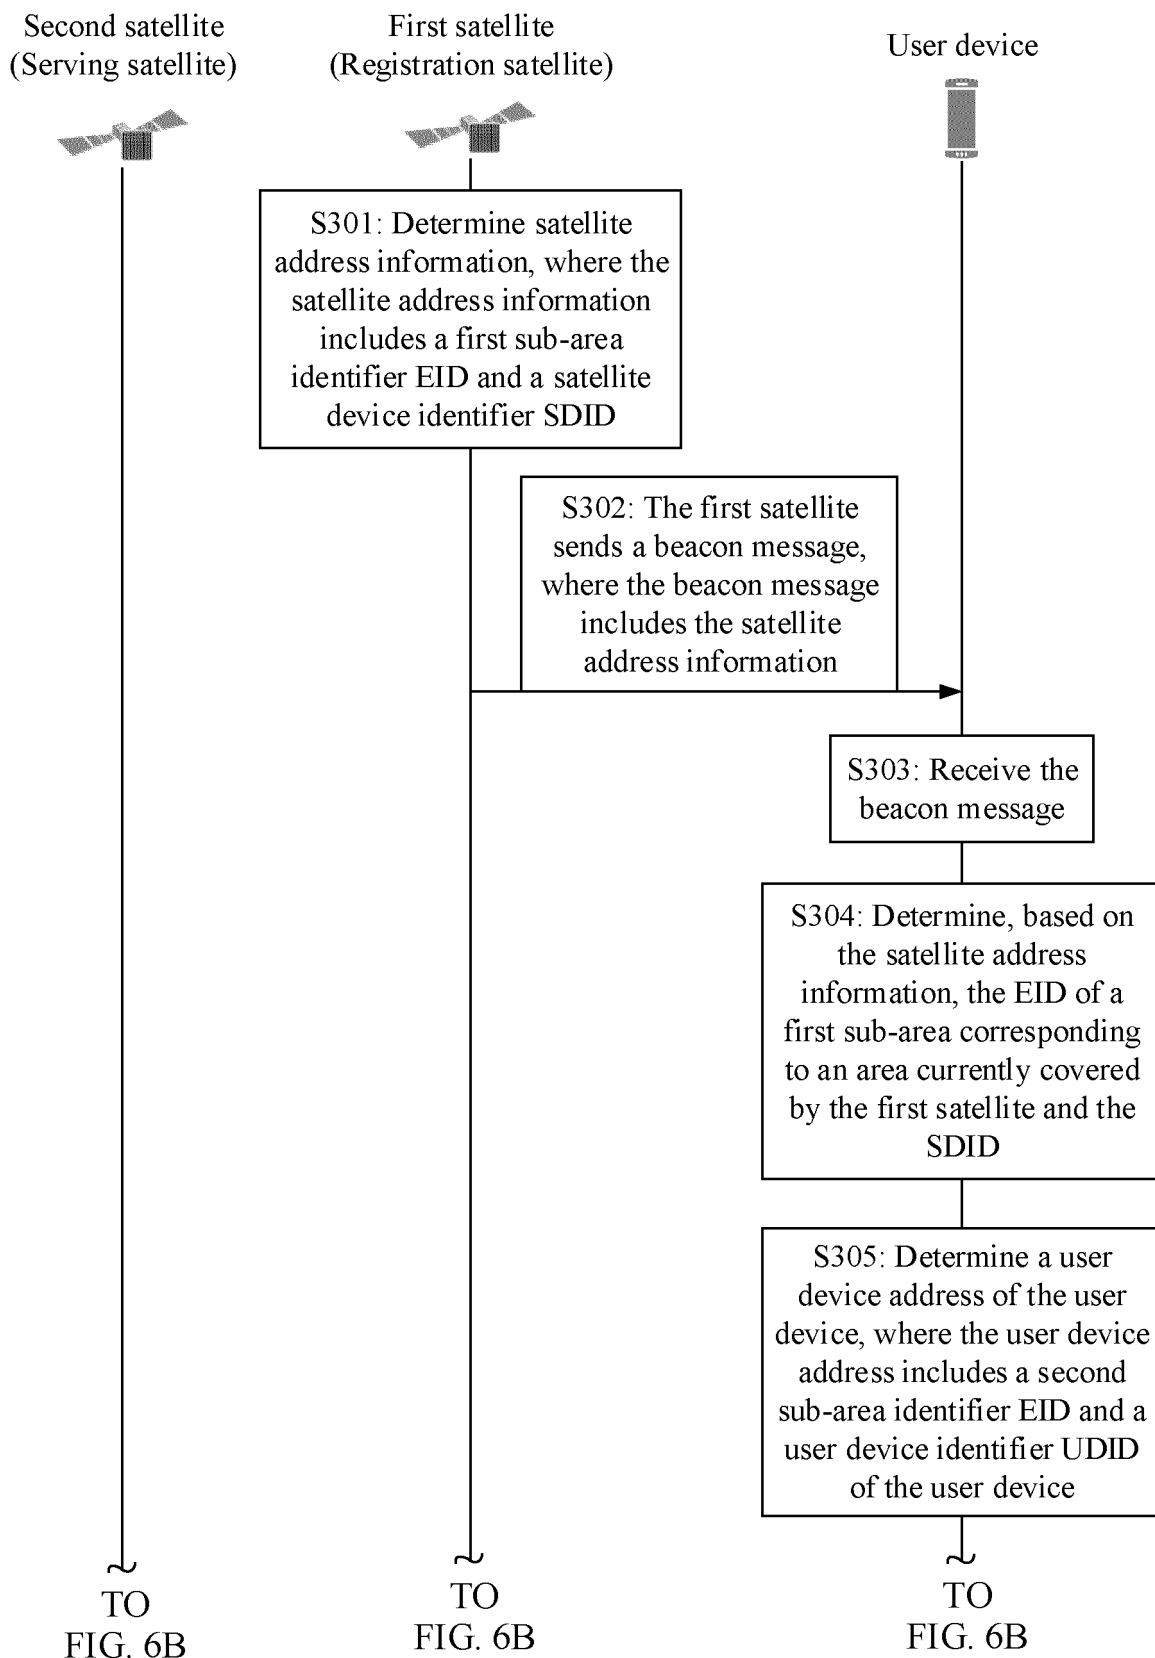 Second satellite
(Serving satellite)
First satellite
(Registration satellite)
User device
S301: Determine satellite
address information, where the
satellite address information
includes a first sub-area
identifier EID and a satellite
device identifier SDID
S302: The first satellite
sends a beacon message,
where the beacon message
includes the satellite
address information
S303: Receive the
beacon message
S304: Determine, based on
the satellite address
information, the EID of a
first sub-area corresponding
to an area currently covered
by the first satellite and the
SDID
S305: Determine a user
device address of the user
device, where the user device
address includes a second
sub-area identifier EID and a
user device identifier UDID
of the user device
TO
FIG. 6B
TO
FIG. 6B
TO
FIG. 6B